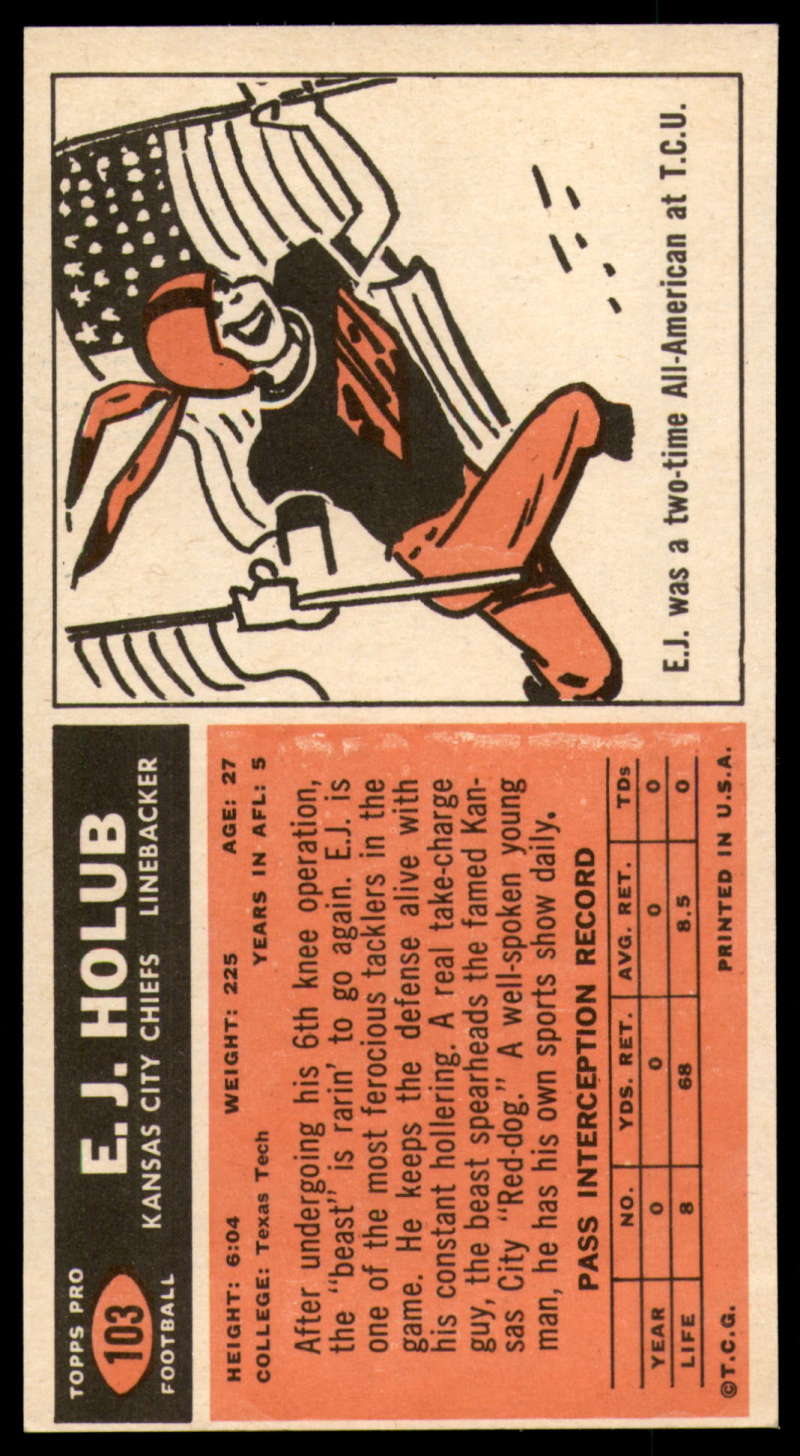 TOPPS PRO
103
FOOTBALL
E. J. HOLUB
KANSAS CITY CHIEFS LINEBACKER
HEIGHT: 6:04 WEIGHT: 225 AGE: 27
COLLEGE: Texas Tech YEARS IN AFL: 5
After undergoing his 6th knee operation,
the "beast" is rarin' to go again. E.J. is
one of the most ferocious tacklers in the
game. He keeps the defense alive with
his constant hollering. A real take-charge
guy, the beast spearheads the famed Kan-
sas City "Red-dog." A well-spoken young
man, he has his own sports show daily.
PASS INTERCEPTION RECORD
NO. YDS. RET. AVG. RET. TDs
YEAR 0 0 0 0
LIFE 8 68 8.5 0
©T.C.G. PRINTED IN U.S.A.
E.J. was a two-time All-American at T.C.U.